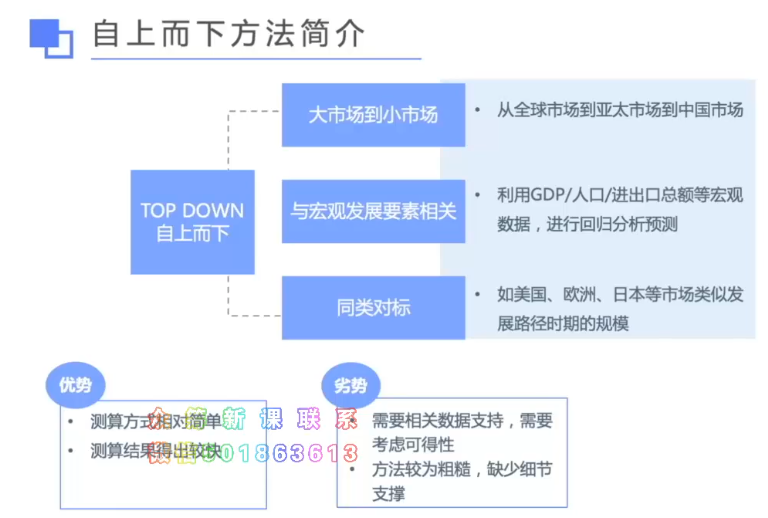 自上而下方法简介
大市场到小市场
• 从全球市场到亚太市场到中国市场
TOP DOWN
自上而下
与宏观发展要素相关
• 利用GDP/人口/进出口总额等宏观
数据，进行回归分析预测
同类对标
• 如美国、欧洲、日本等市场类似发
展路径时期的规模
优势
• 测算方式相对简单
• 测算结果得出较快
劣势
• 需要相关数据支持，需要
考虑可得性
• 方法较为粗糙，缺少细节
支撑
新课联系
901863613